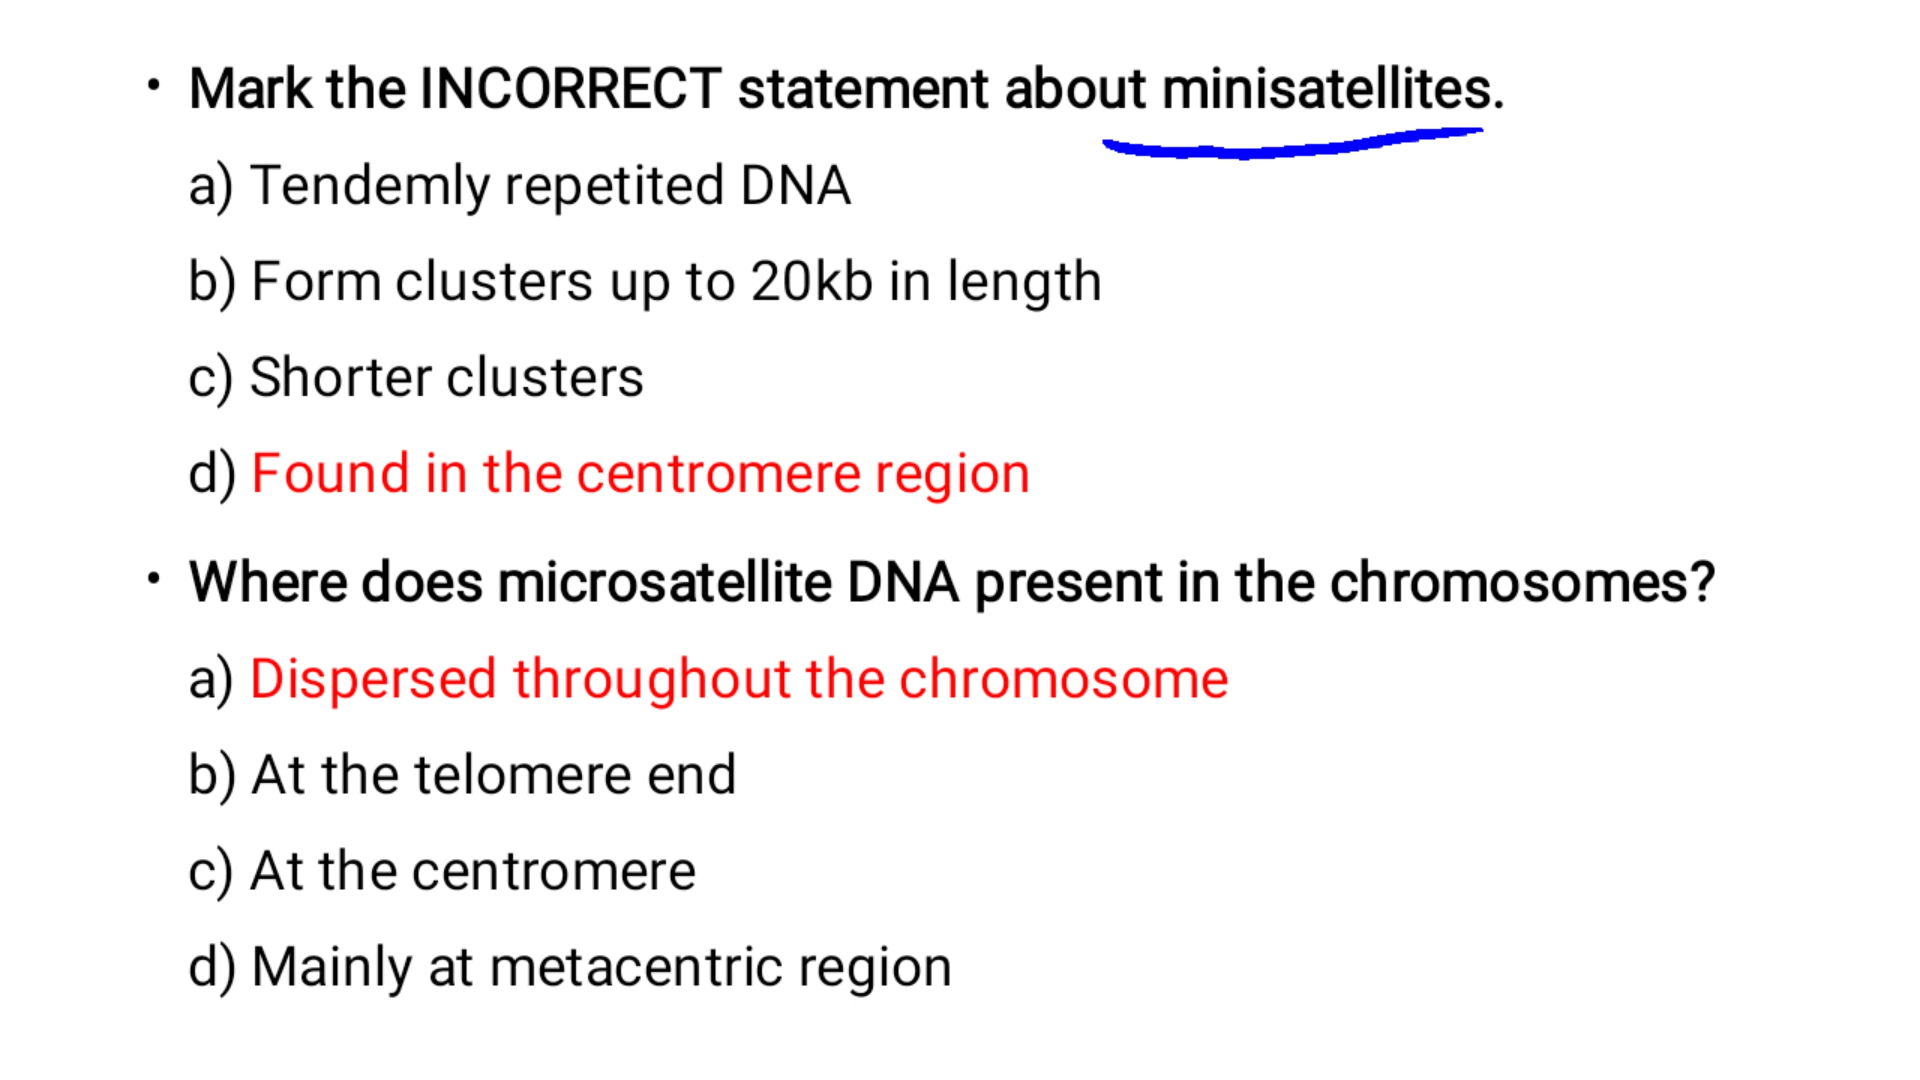 • Mark the INCORRECT statement about minisatellites.
a) Tendemly repetited DNA
b) Form clusters up to 20kb in length
c) Shorter clusters
d) Found in the centromere region
• Where does microsatellite DNA present in the chromosomes?
a) Dispersed throughout the chromosome
b) At the telomere end
c) At the centromere
d) Mainly at metacentric region